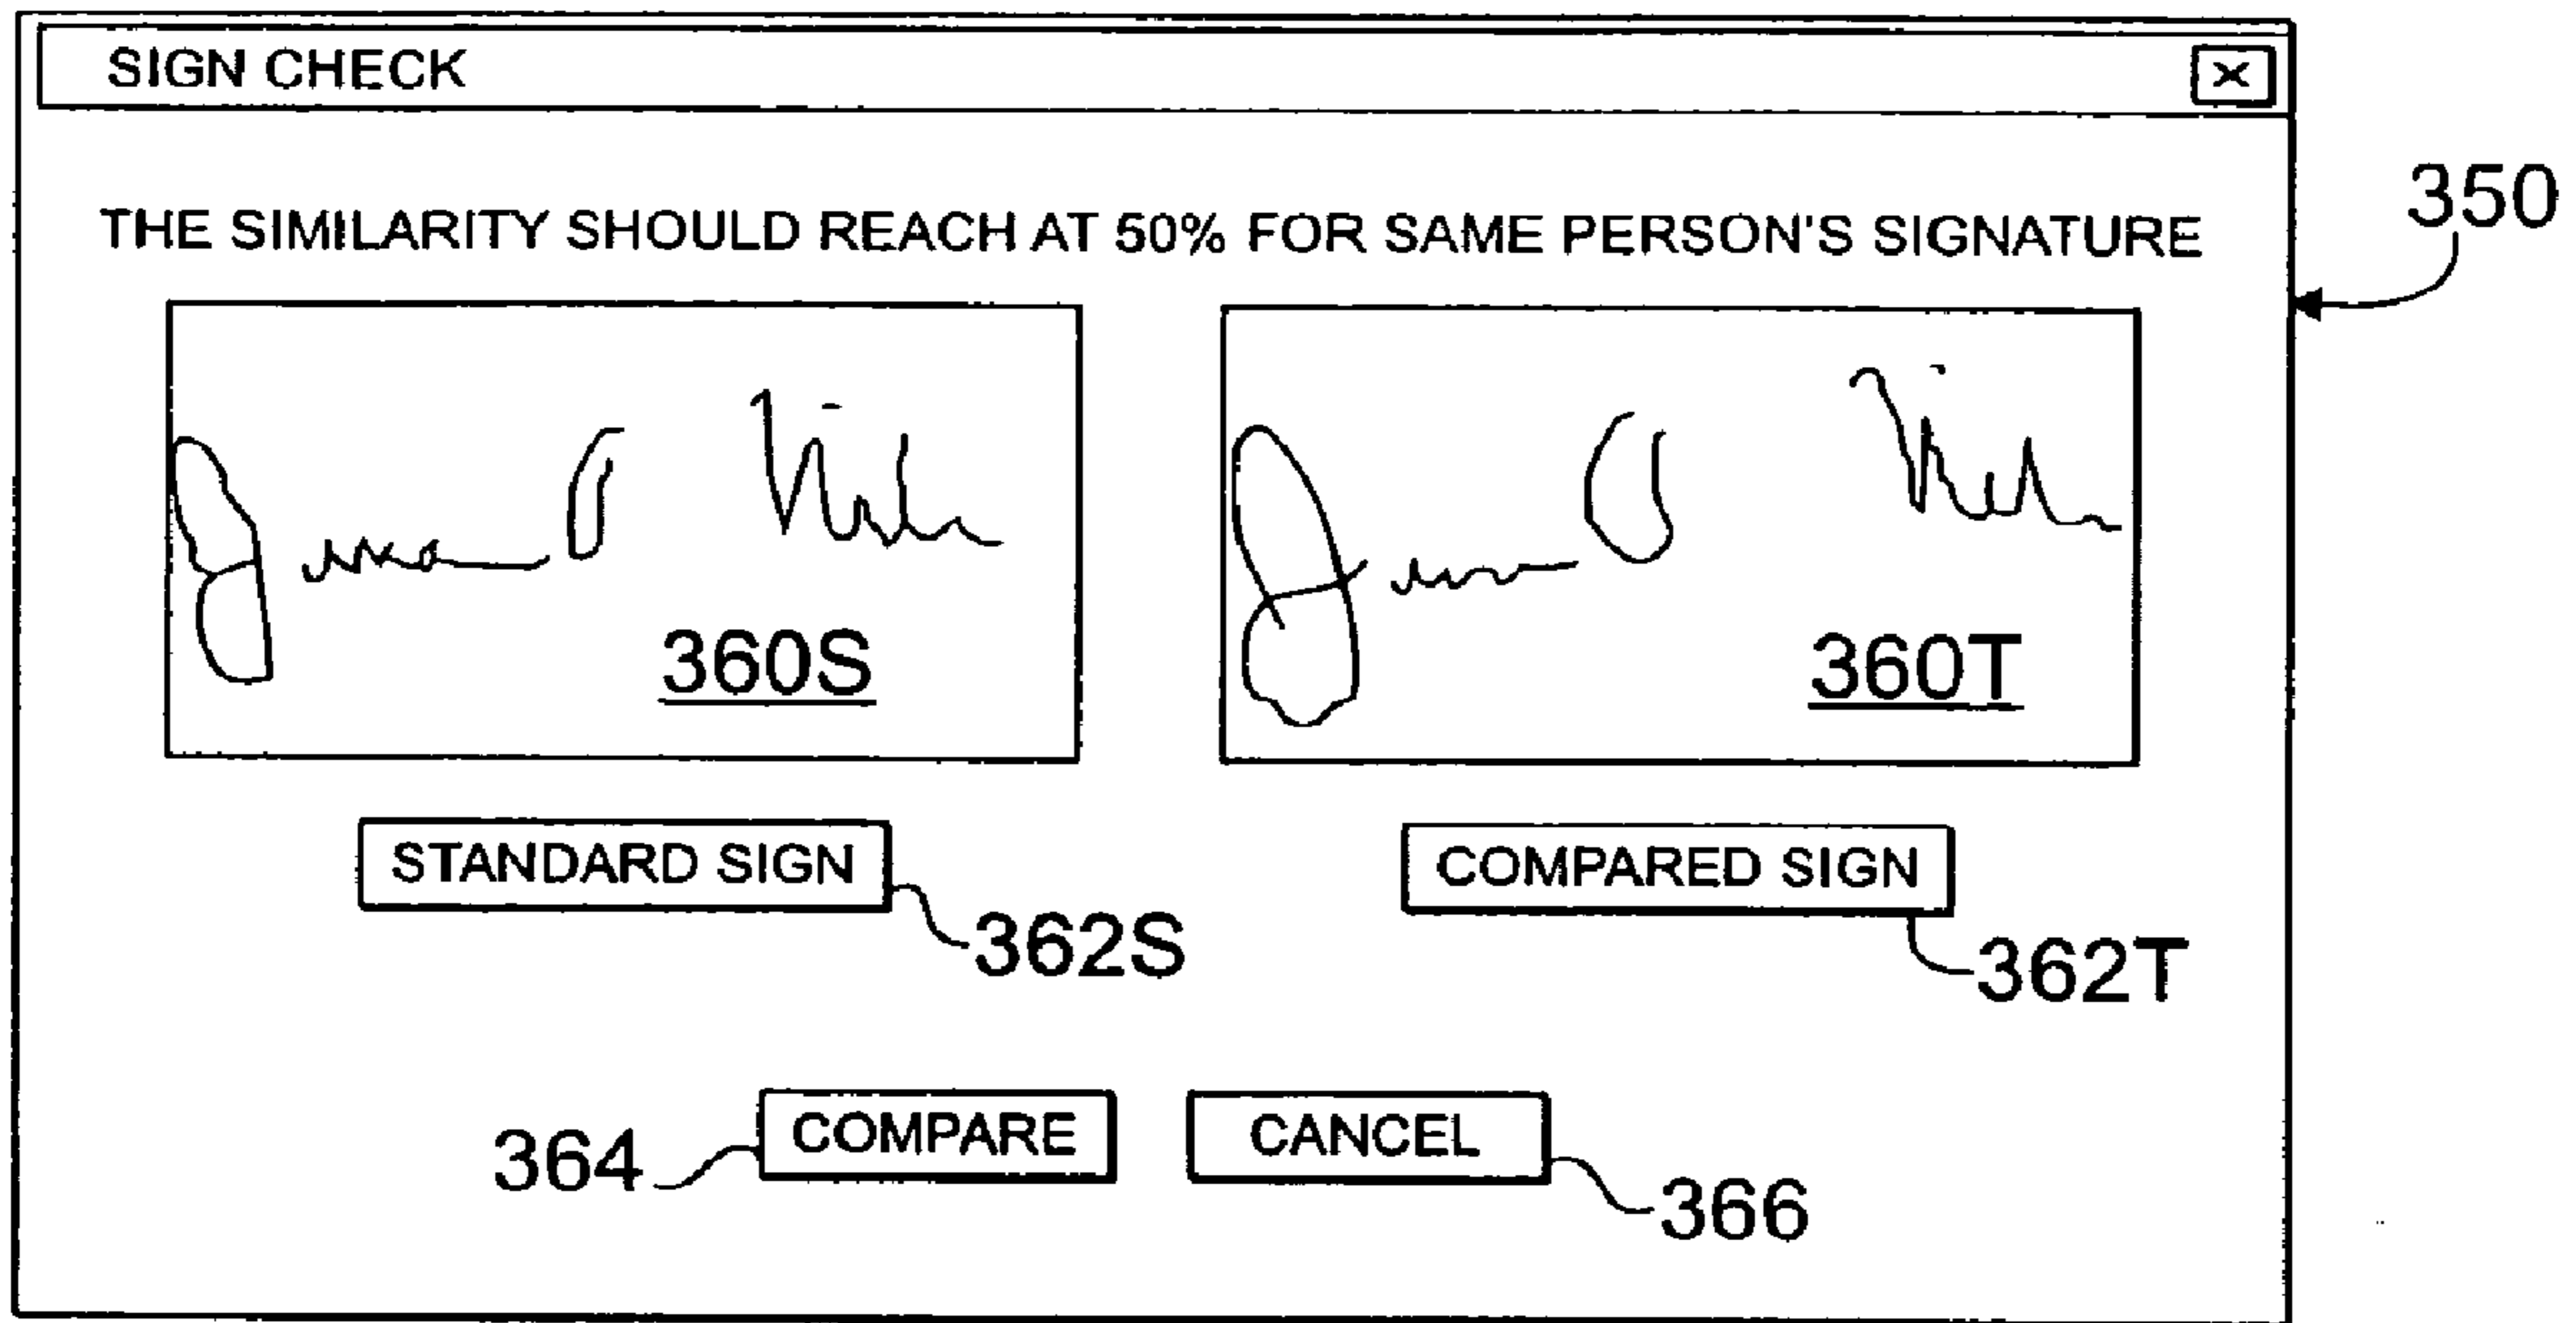 SIGN CHECK
X
THE SIMILARITY SHOULD REACH AT 50% FOR SAME PERSON'S SIGNATURE
350
360S
360T
STANDARD SIGN
COMPARED SIGN
362S
362T
COMPARE
CANCEL
364
366